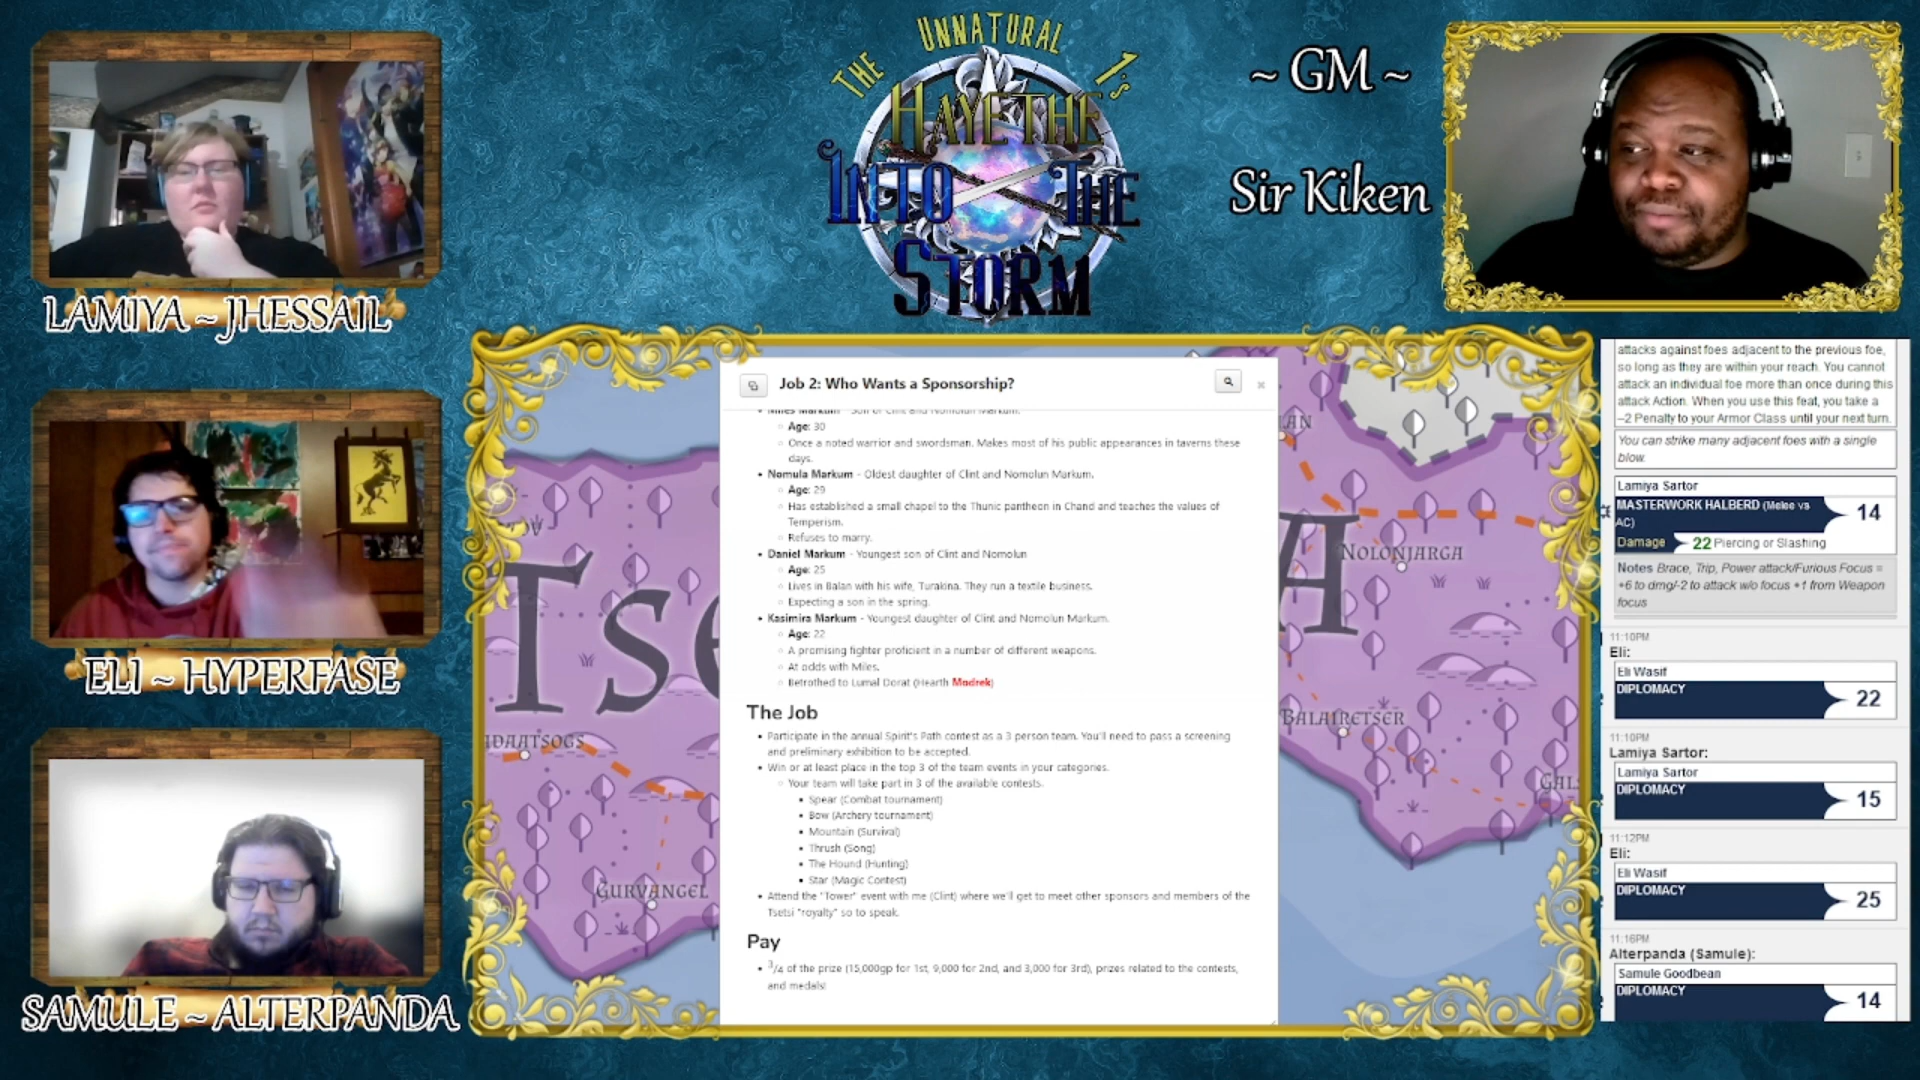 THE UNNATURAL 1's
HAYETHE
INTO THE
STORM
~ GM ~
Sir Kiken
LAMIYA ~ JHESSAIL
ELI ~ HYPERFASE
SAMULE ~ ALTERPANDA
Job 2: Who Wants a Sponsorship?
Miles Markum - Son of Clint and Nomolun Markum.
Age: 30
Once a noted warrior and swordsman. Makes most of his public appearances in taverns these
days.
Nomula Markum - Oldest daughter of Clint and Nomolun Markum.
Age: 29
Has established a small chapel to the Thunic pantheon in Chand and teaches the values of
Temperism.
Refuses to marry.
Daniel Markum - Youngest son of Clint and Nomolun
Age: 25
Lives in Balan with his wife, Turakina. They run a textile business.
Expecting a son in the spring.
Kasimira Markum - Youngest daughter of Clint and Nomolun Markum.
Age: 22
A promising fighter proficient in a number of different weapons.
At odds with Miles.
Betrothed to Lumal Dorat (Hearth Modrek)
The Job
Participate in the annual Spirit's Path contest as a 3 person team. You'll need to pass a screening
and preliminary exhibition to be accepted.
Win or at least place in the top 3 of the team events in your categories.
Your team will take part in 3 of the available contests.
Spear (Combat tournament)
Bow (Archery tournament)
Mountain (Survival)
Thrush (Song)
The Hound (Hunting)
Star (Magic Contest)
Attend the "Tower" event with me (Clint) where we'll get to meet other sponsors and members of the
Tsetsi "royalty" so to speak.
Pay
3/4 of the prize (15,000gp for 1st, 9,000 for 2nd, and 3,000 for 3rd), prizes related to the contests,
and medals!
TSE
A
AN
IDAATSOGS
GURVANGEL
NOLONJARGA
BALAIRETSER
GALS
attacks against foes adjacent to the previous foe,
so long as they are within your reach. You cannot
attack an individual foe more than once during this
attack Action. When you use this feat, you take a
–2 Penalty to your Armor Class until your next turn.
You can strike many adjacent foes with a single
blow.
Lamiya Sartor
MASTERWORK HALBERD (Melee vs
AC)
14
Damage 22 Piercing or Slashing
Notes Brace, Trip, Power attack/Furious Focus =
+6 to dmg/-2 to attack w/o focus +1 from Weapon
focus
11:10PM
Eli:
Eli Wasif
DIPLOMACY 22
11:10PM
Lamiya Sartor:
Lamiya Sartor
DIPLOMACY 15
11:12PM
Eli:
Eli Wasif
DIPLOMACY 25
11:16PM
Alterpanda (Samule):
Samule Goodbean
DIPLOMACY 14